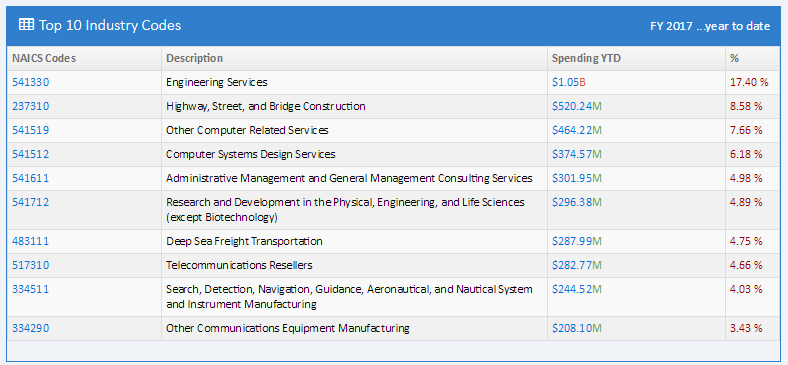 Top 10 Industry Codes FY 2017 ...year to date
NAICS Codes Description Spending YTD %
541330 Engineering Services $1.05B 17.40 %
237310 Highway, Street, and Bridge Construction $520.24M 8.58 %
541519 Other Computer Related Services $464.22M 7.66 %
541512 Computer Systems Design Services $374.57M 6.18 %
541611 Administrative Management and General Management Consulting Services $301.95M 4.98 %
541712 Research and Development in the Physical, Engineering, and Life Sciences $296.38M 4.89 %
(except Biotechnology)
483111 Deep Sea Freight Transportation $287.99M 4.75 %
517310 Telecommunications Resellers $282.77M 4.66 %
334511 Search, Detection, Navigation, Guidance, Aeronautical, and Nautical System $244.52M 4.03 %
and Instrument Manufacturing
334290 Other Communications Equipment Manufacturing $208.10M 3.43 %